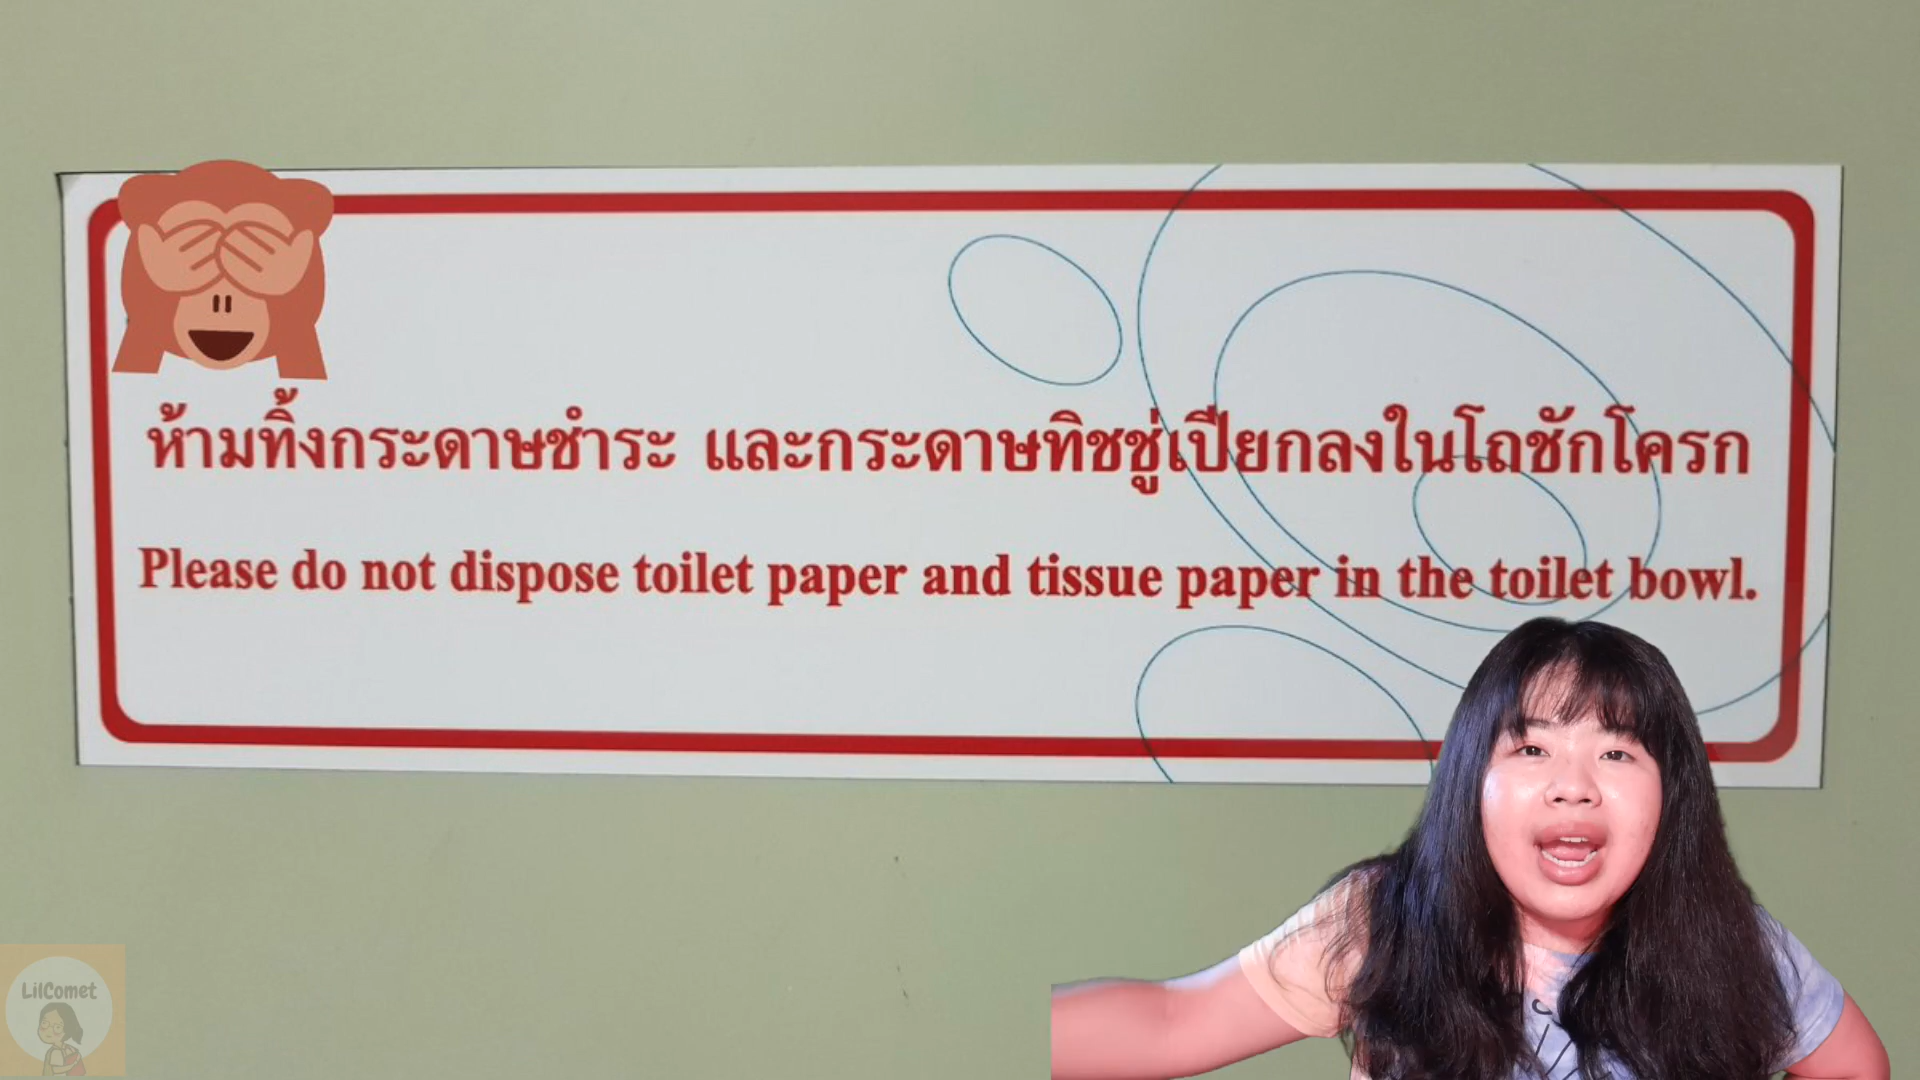 ห้ามทิ้งกระดาษชำระ และกระดาษทิชชู่เปียกลงในโถชักโครก
Please do not dispose toilet paper and tissue paper in the toilet bowl.
LilComet